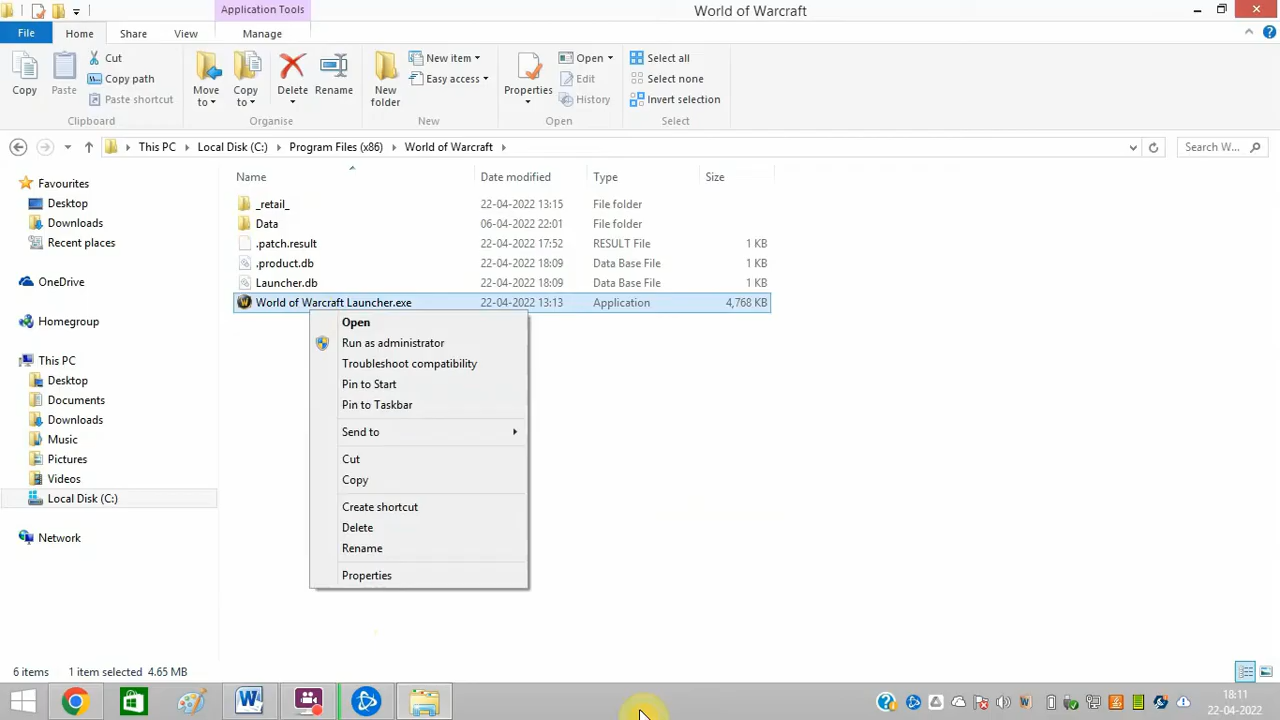 Application Tools
World of Warcraft
File
Home
Share
View
Manage
Copy
Paste
Cut
Copy path
Paste shortcut
Clipboard
Move to
Copy to
Delete
Rename
Organise
New folder
New item
Easy access
New
Properties
Open
Edit
History
Open
Select all
Select none
Invert selection
Select
This PC
Local Disk (C:)
Program Files (x86)
World of Warcraft
Search W...
Favourites
Desktop
Downloads
Recent places
OneDrive
Homegroup
This PC
Desktop
Documents
Downloads
Music
Pictures
Videos
Local Disk (C:)
Network
Name Date modified Type Size
_retail_ 22-04-2022 13:15 File folder
Data 06-04-2022 22:01 File folder
.patch.result 22-04-2022 17:52 RESULT File 1 KB
.product.db 22-04-2022 18:09 Data Base File 1 KB
Launcher.db 22-04-2022 18:09 Data Base File 1 KB
World of Warcraft Launcher.exe 22-04-2022 13:13 Application 4,768 KB
Open
Run as administrator
Troubleshoot compatibility
Pin to Start
Pin to Taskbar
Send to
Cut
Copy
Create shortcut
Delete
Rename
Properties
6 items 1 item selected 4.65 MB
18:11
22-04-2022